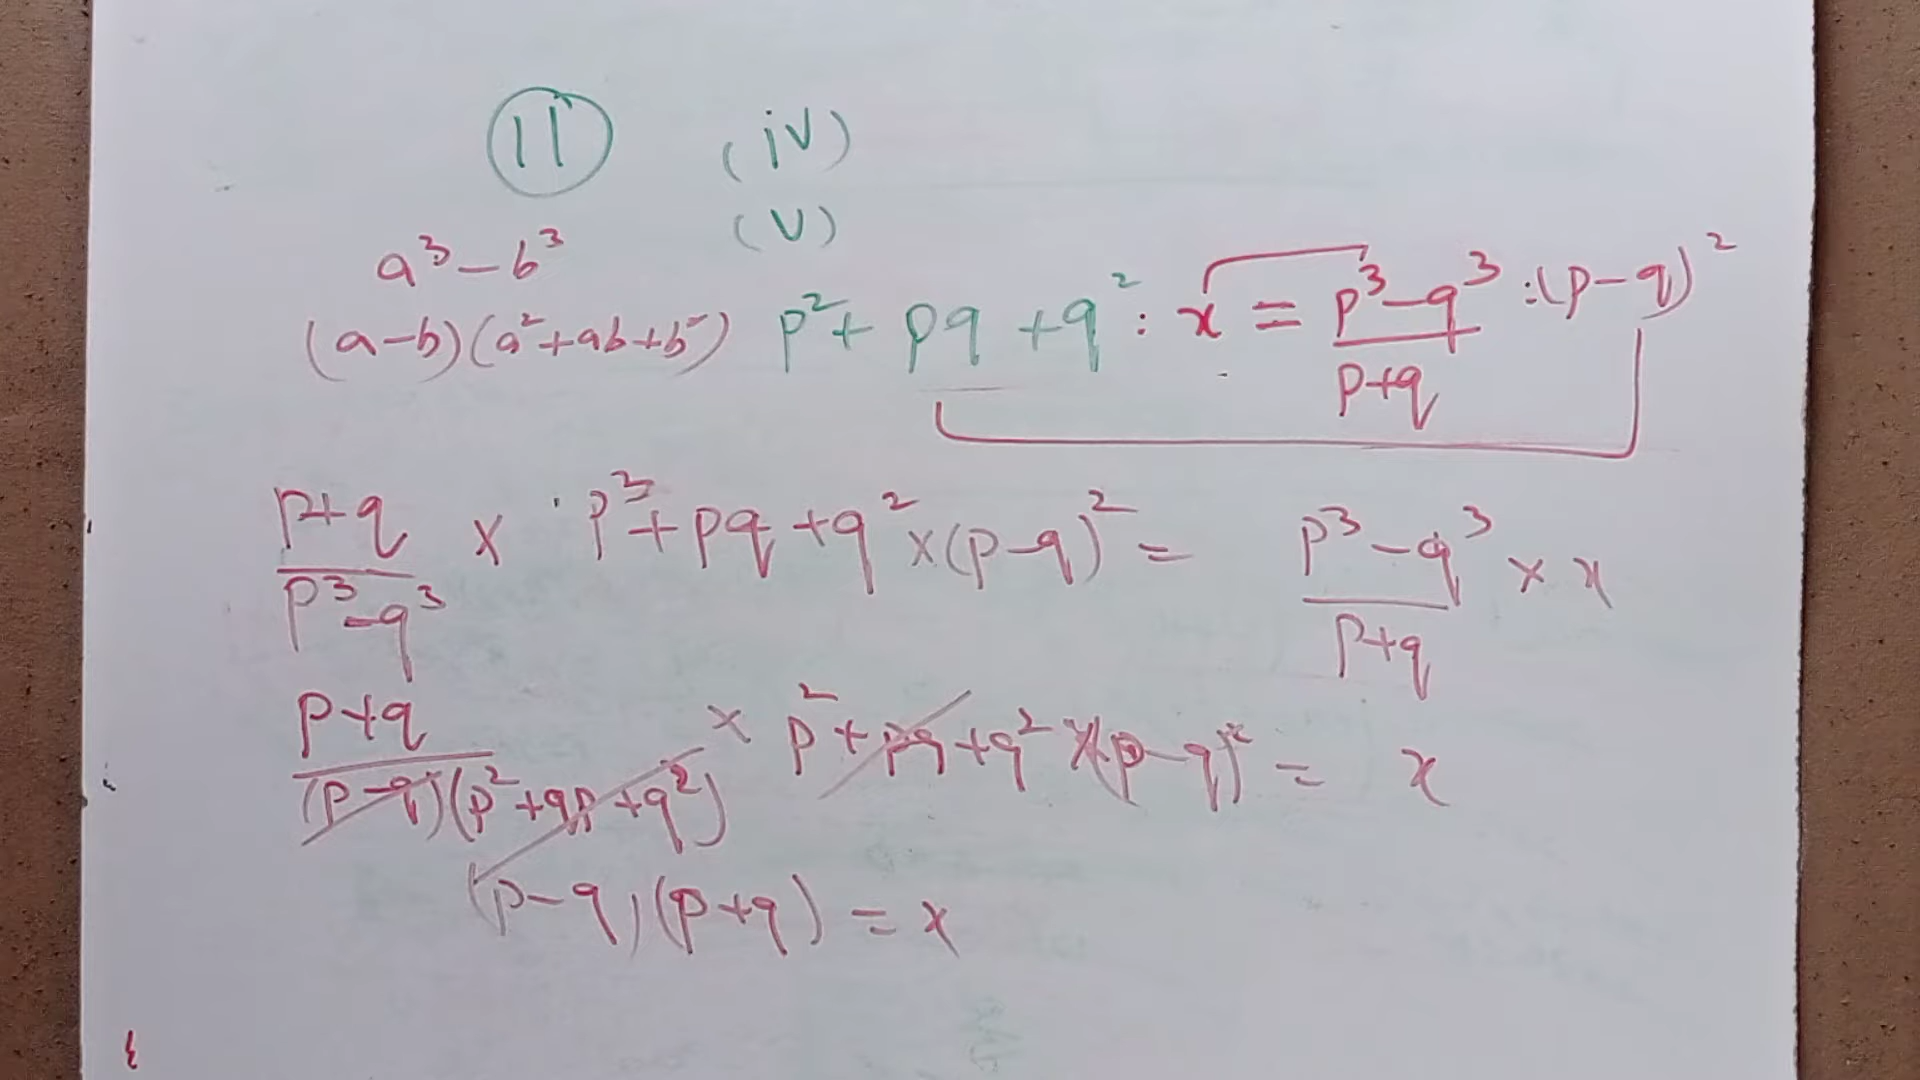 11 (iv)
(v)
a³ - b³
(a-b)(a²+ab+b²) p² + pq + q² : x = p³-q³/p+q : (p-q)²
p+q/p³-q³ × p² + pq + q² × (p-q)² = p³-q³/p+q × x
p+q/(p-q)(p²+qp+q²) × p² + pq + q² × (p-q)² = x
(p-q)(p+q) = x